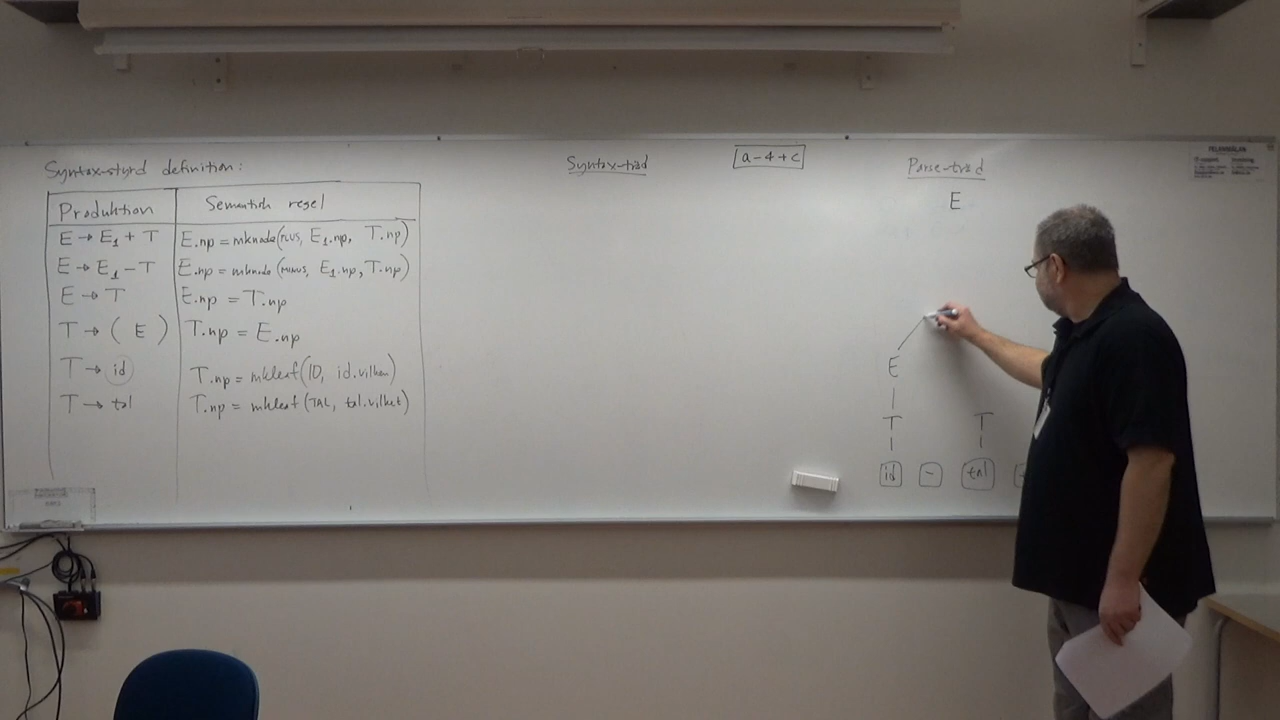 Syntax-styrd definition:
Produktion Semantisk regel
E → E₁ + T E.np = mknode(PLUS, E₁.np, T.np)
E → E₁ - T E.np = mknode(MINUS, E₁.np, T.np)
E → T E.np = T.np
T → ( E ) T.np = E.np
T → id T.np = mkleaf(ID, id.vilken)
T → tal T.np = mkleaf(TAL, tal.vilket)
Syntax-träd
a-4+c
Parse-träd
E
E
T T
id - tal
FELANMÄLAN